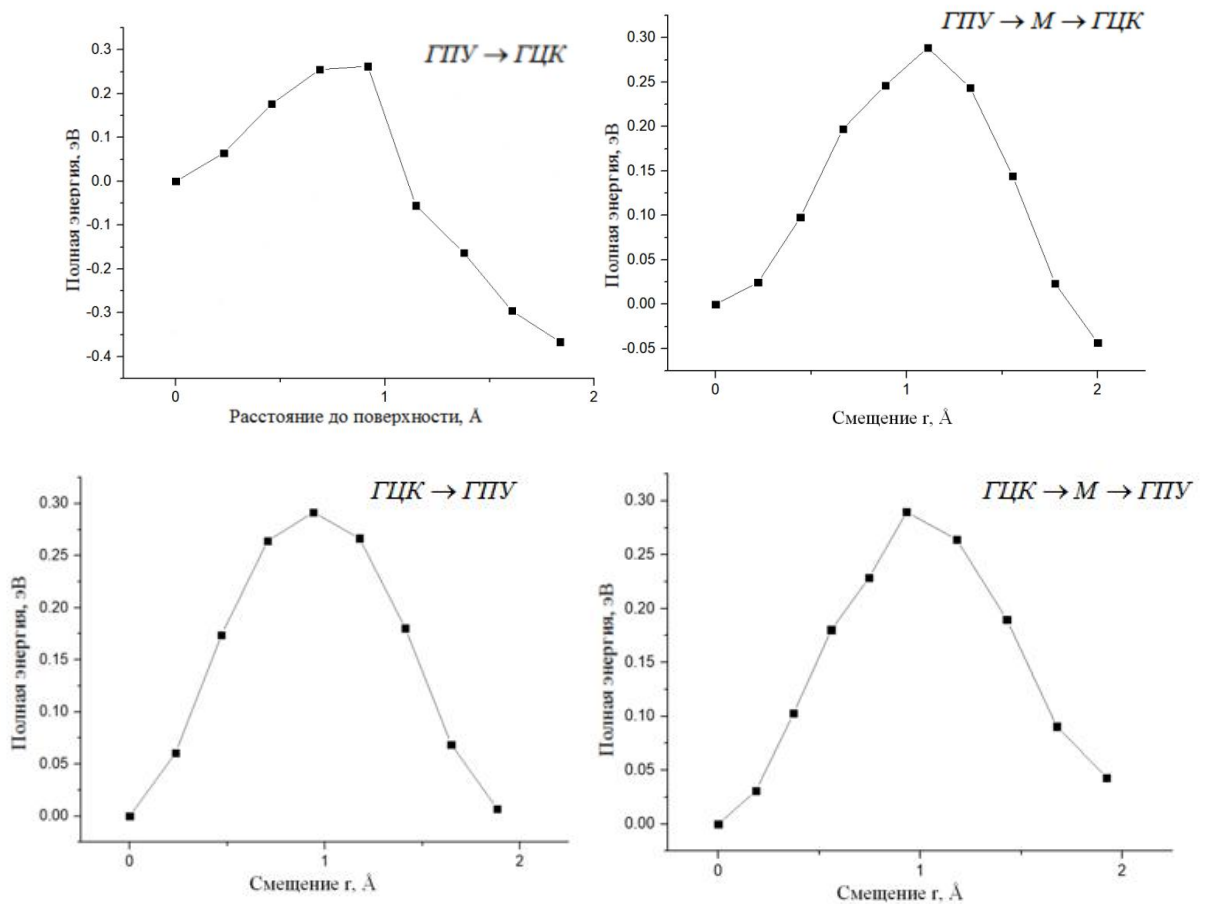 ГПУ → ГЦК
Полная энергия, эВ
0.3
0.2
0.1
0.0
-0.1
-0.2
-0.3
-0.4
0 1 2
Расстояние до поверхности, Å
ГПУ → М → ГЦК
Полная энергия, эВ
0.30
0.25
0.20
0.15
0.10
0.05
0.00
-0.05
0 1 2
Смещение r, Å
ГЦК → ГПУ
Полная энергия, эВ
0.30
0.25
0.20
0.15
0.10
0.05
0.00
0 1 2
Смещение r, Å
ГЦК → М → ГПУ
Полная энергия, эВ
0.30
0.25
0.20
0.15
0.10
0.05
0.00
0 1 2
Смещение r, Å